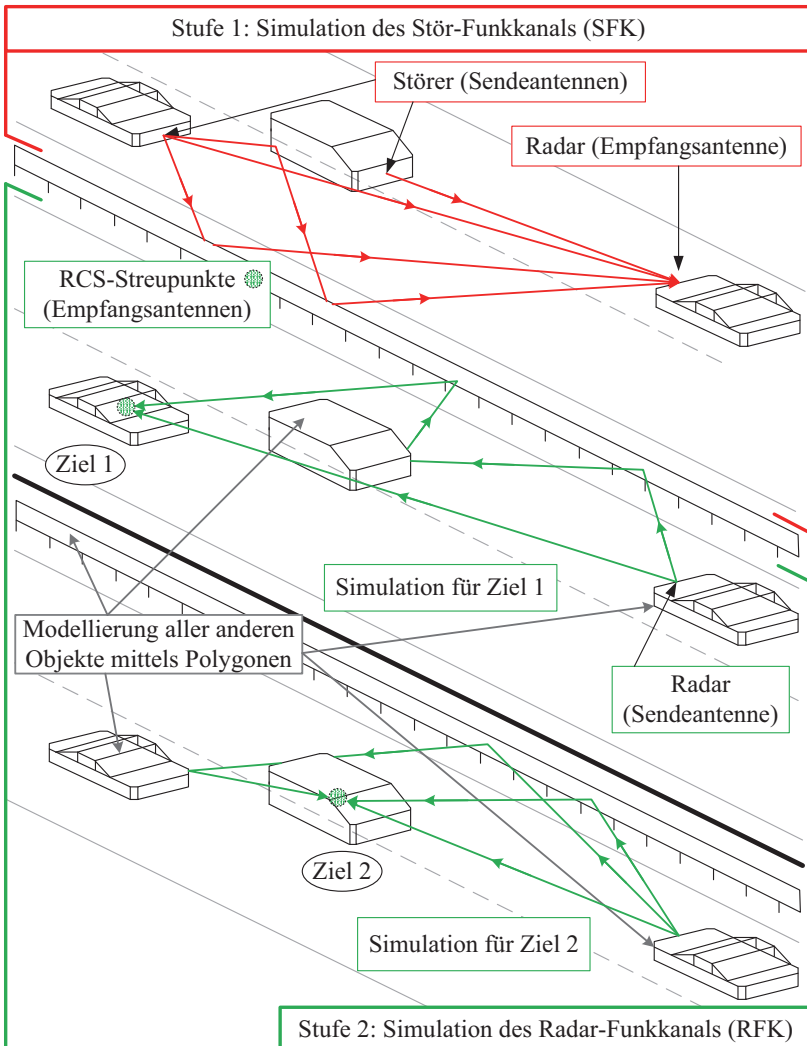 Stufe 1: Simulation des Stör-Funkkanals (SFK)
Störer (Sendeantennen)
Radar (Empfangsantenne)
RCS-Streupunkte
(Empfangsantennen)
Ziel 1
Simulation für Ziel 1
Modellierung aller anderen
Objekte mittels Polygonen
Radar
(Sendeantenne)
Ziel 2
Simulation für Ziel 2
Stufe 2: Simulation des Radar-Funkkanals (RFK)